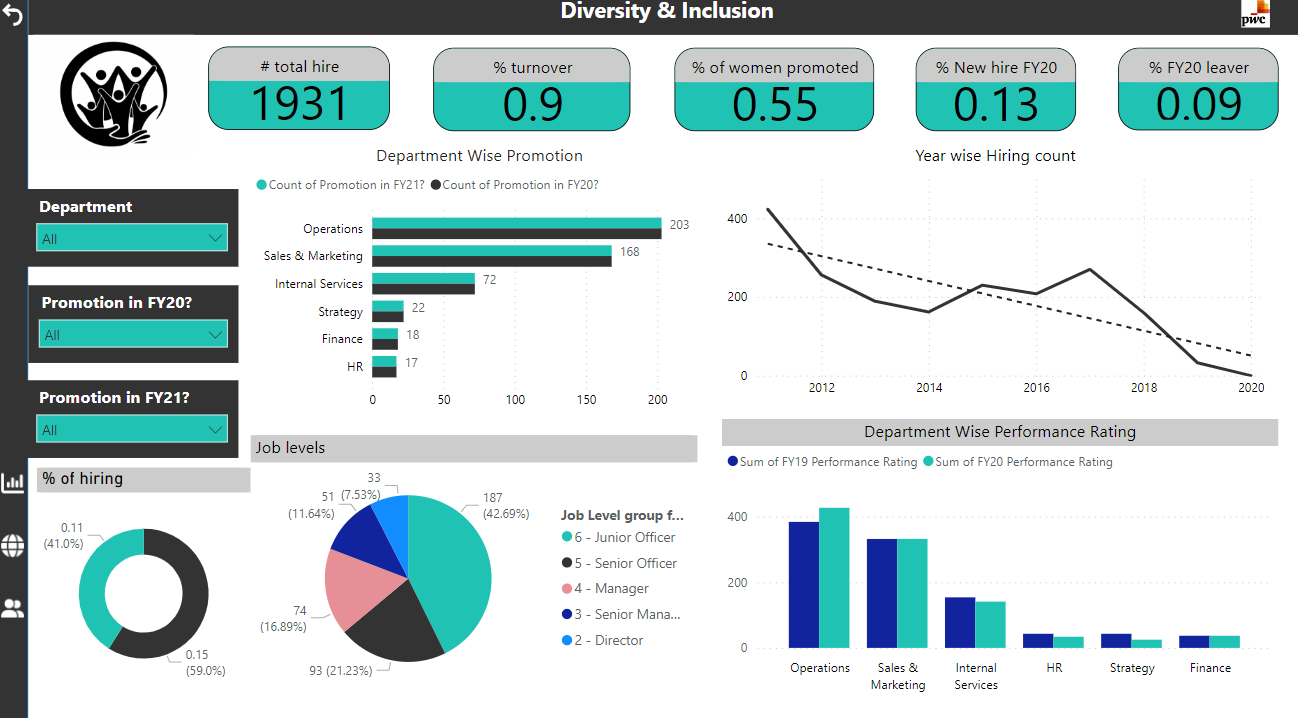 Diversity & Inclusion
pwc
# total hire
1931
% turnover
0.9
% of women promoted
0.55
% New hire FY20
0.13
% FY20 leaver
0.09
Department
All
Promotion in FY20?
All
Promotion in FY21?
All
Department Wise Promotion
Count of Promotion in FY21? Count of Promotion in FY20?
Operations 203
Sales & Marketing 168
Internal Services 72
Strategy 22
Finance 18
HR 17
0 50 100 150 200
Year wise Hiring count
400
200
0
2012 2014 2016 2018 2020
% of hiring
0.11
(41.0%)
0.15
(59.0%)
Job levels
33
(7.53%)
51
(11.64%)
187
(42.69%)
74
(16.89%)
93 (21.23%)
Job Level group f...
6 - Junior Officer
5 - Senior Officer
4 - Manager
3 - Senior Mana...
2 - Director
Department Wise Performance Rating
Sum of FY19 Performance Rating Sum of FY20 Performance Rating
400
200
0
Operations
Sales &
Marketing
Internal
Services
HR
Strategy
Finance